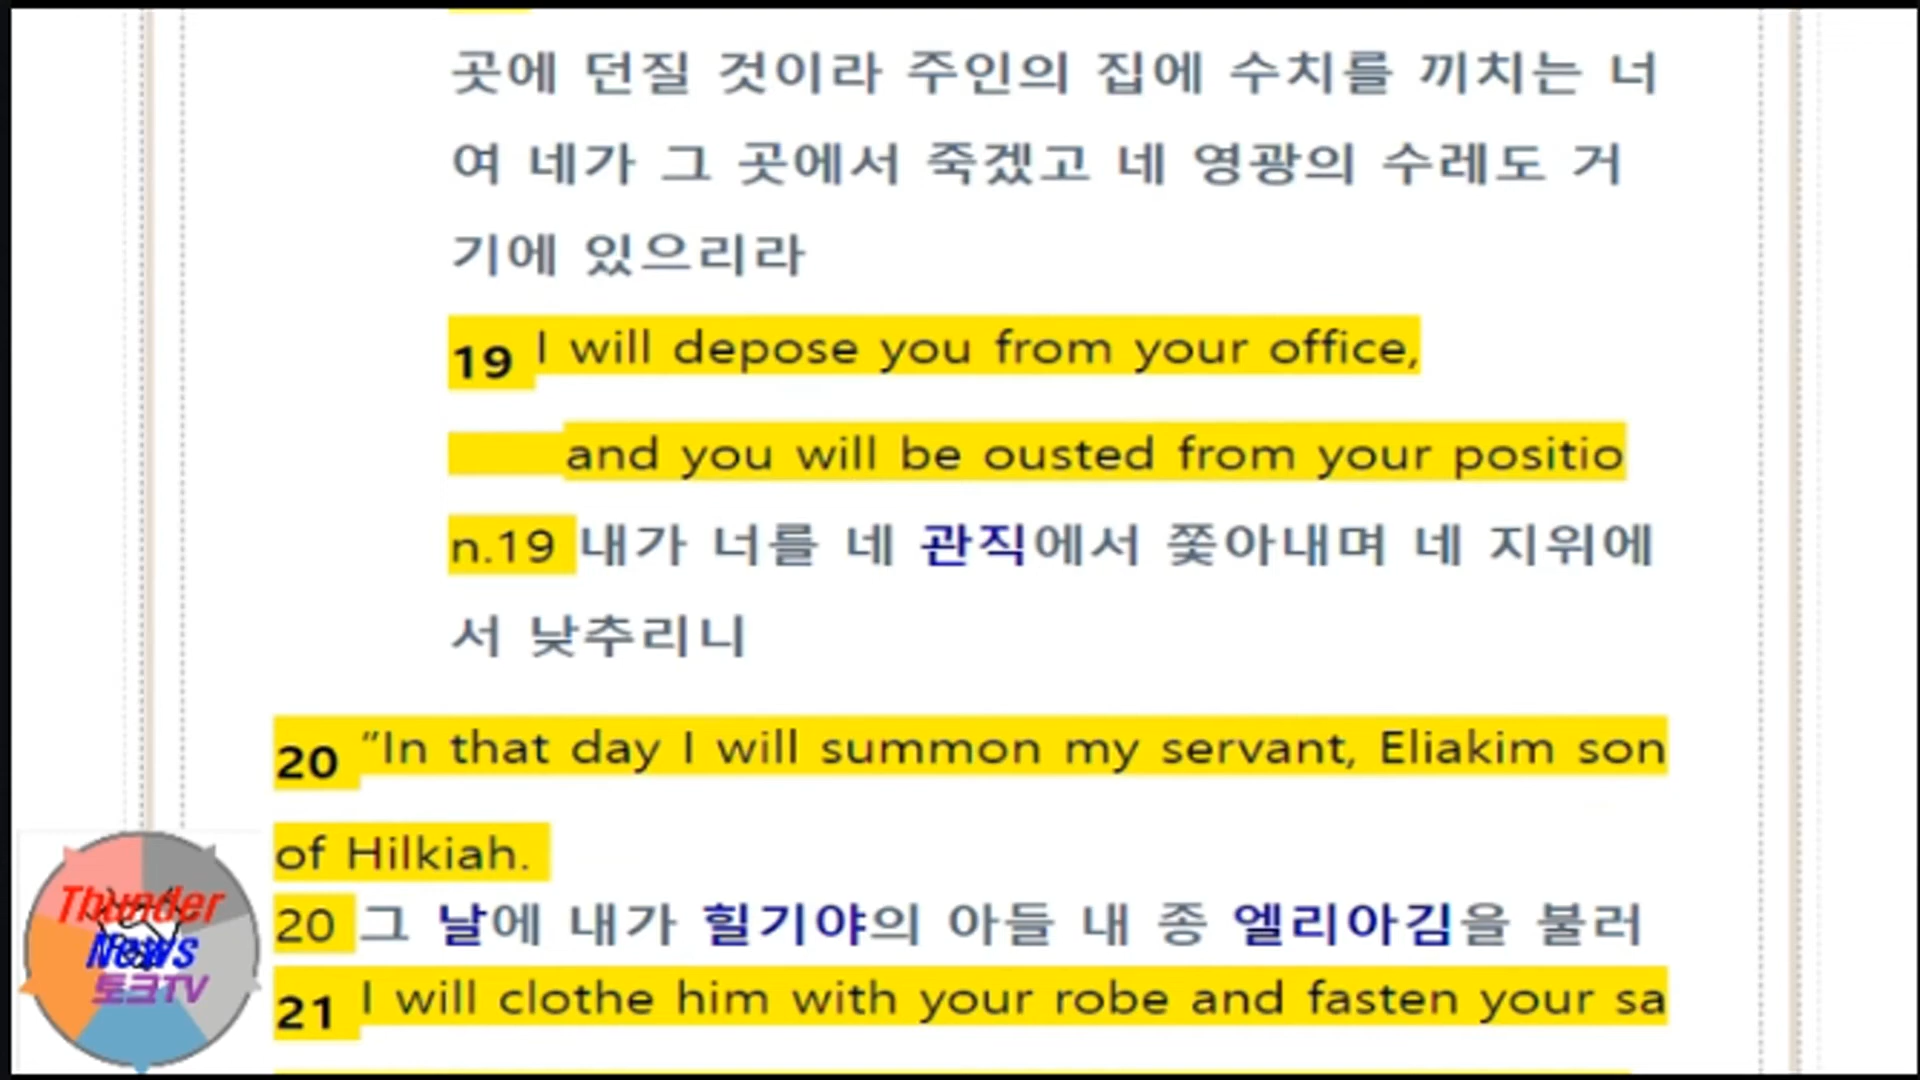 곳에 던질 것이라 주인의 집에 수치를 끼치는 너
여 네가 그 곳에서 죽겠고 네 영광의 수레도 거
기에 있으리라
19 I will depose you from your office,
and you will be ousted from your positio
n.19 내가 너를 네 관직에서 쫓아내며 네 지위에
서 낮추리니
20 "In that day I will summon my servant, Eliakim son
of Hilkiah.
20 그 날에 내가 힐기야의 아들 내 종 엘리아김을 불러
21 I will clothe him with your robe and fasten your sa
Thunder
News
토크TV